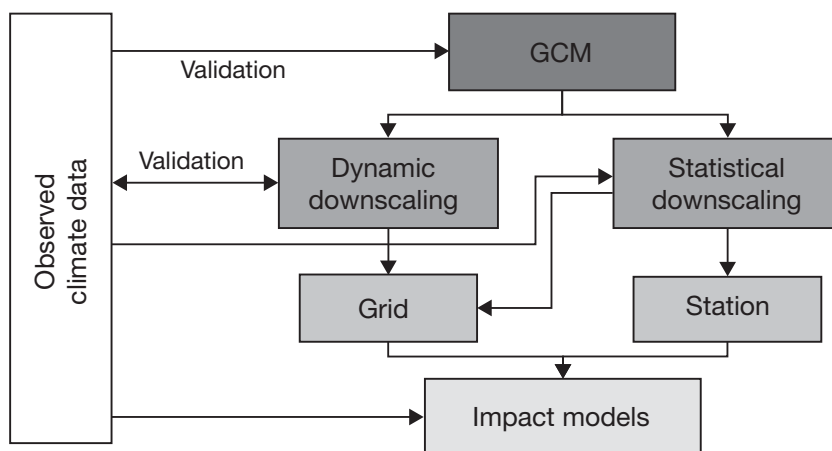 GCM
Validation
Validation
Dynamic
downscaling
Statistical
downscaling
Observed
climate data
Grid
Station
Impact models